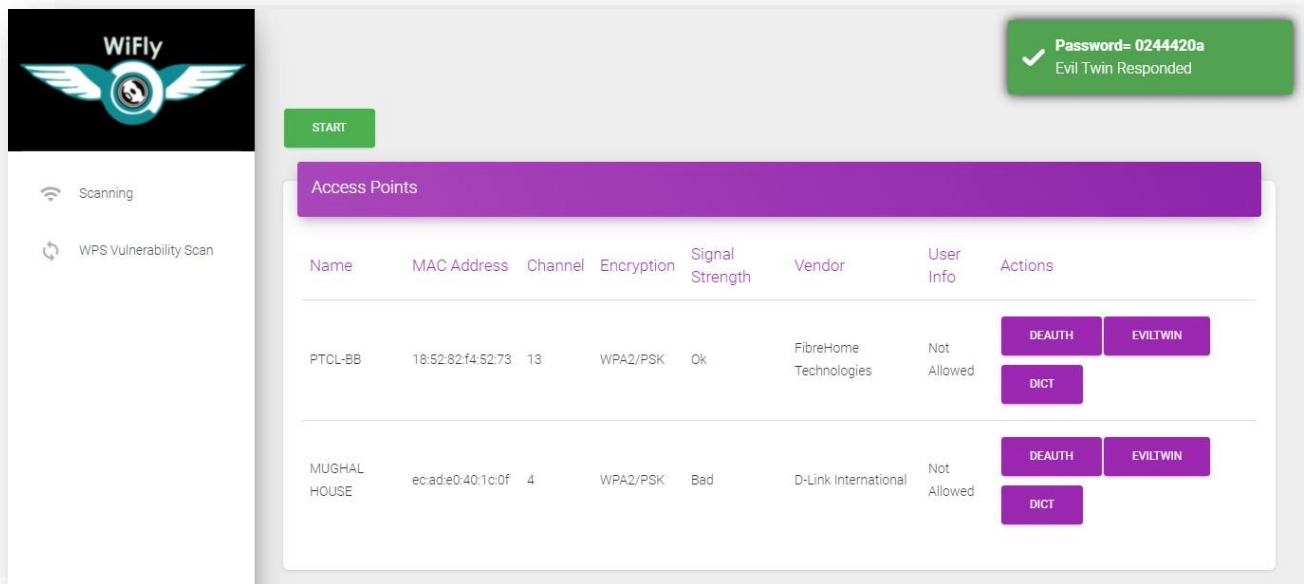 WiFly
Password= 0244420a
Evil Twin Responded
START
Scanning
WPS Vulnerability Scan
Access Points
Name MAC Address Channel Encryption Signal Strength Vendor User Info Actions
PTCL-BB 18:52:82:f4:52:73 13 WPA2/PSK Ok FibreHome Technologies Not Allowed DEAUTH EVILTWIN
DICT
MUGHAL HOUSE ec:ad:e0:40:1c:0f 4 WPA2/PSK Bad D-Link International Not Allowed DEAUTH EVILTWIN
DICT